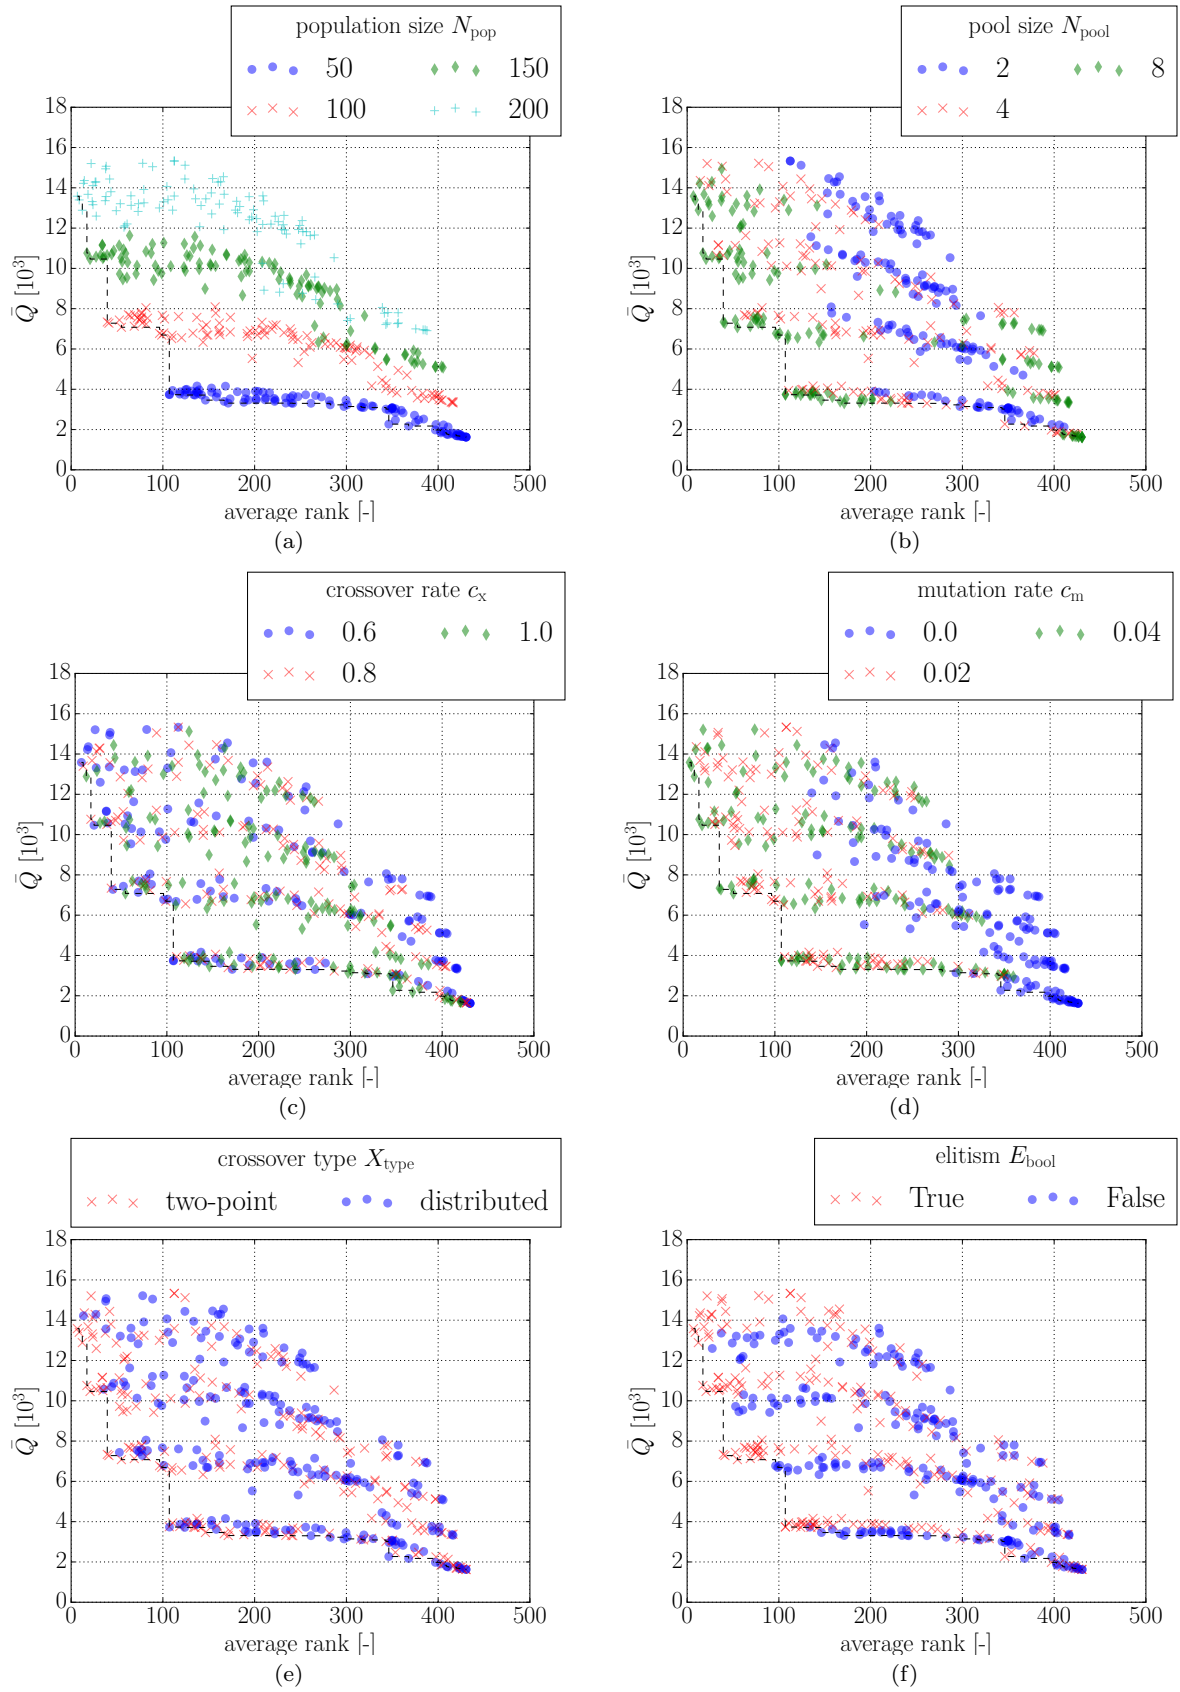 population size N_pop
50 150
100 200
18
16
14
12
10
8
6
4
2
0
Q̄ [10³]
0 100 200 300 400 500
average rank [-]
(a)
pool size N_pool
2 8
4
18
16
14
12
10
8
6
4
2
0
Q̄ [10³]
0 100 200 300 400 500
average rank [-]
(b)
crossover rate c_x
0.6 1.0
0.8
18
16
14
12
10
8
6
4
2
0
Q̄ [10³]
0 100 200 300 400 500
average rank [-]
(c)
mutation rate c_m
0.0 0.04
0.02
18
16
14
12
10
8
6
4
2
0
Q̄ [10³]
0 100 200 300 400 500
average rank [-]
(d)
crossover type X_type
two-point distributed
18
16
14
12
10
8
6
4
2
0
Q̄ [10³]
0 100 200 300 400 500
average rank [-]
(e)
elitism E_bool
True False
18
16
14
12
10
8
6
4
2
0
Q̄ [10³]
0 100 200 300 400 500
average rank [-]
(f)